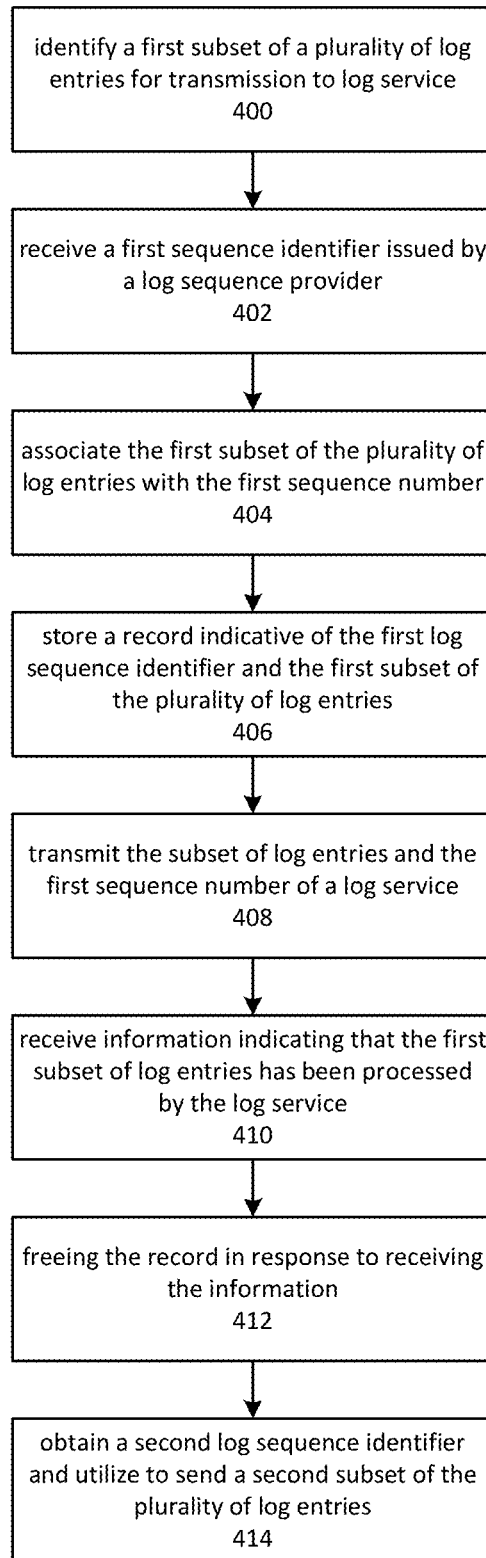 identify a first subset of a plurality of log
entries for transmission to log service
400
receive a first sequence identifier issued by
a log sequence provider
402
associate the first subset of the plurality of
log entries with the first sequence number
404
store a record indicative of the first log
sequence identifier and the first subset of
the plurality of log entries
406
transmit the subset of log entries and the
first sequence number of a log service
408
receive information indicating that the first
subset of log entries has been processed
by the log service
410
freeing the record in response to receiving
the information
412
obtain a second log sequence identifier
and utilize to send a second subset of the
plurality of log entries
414